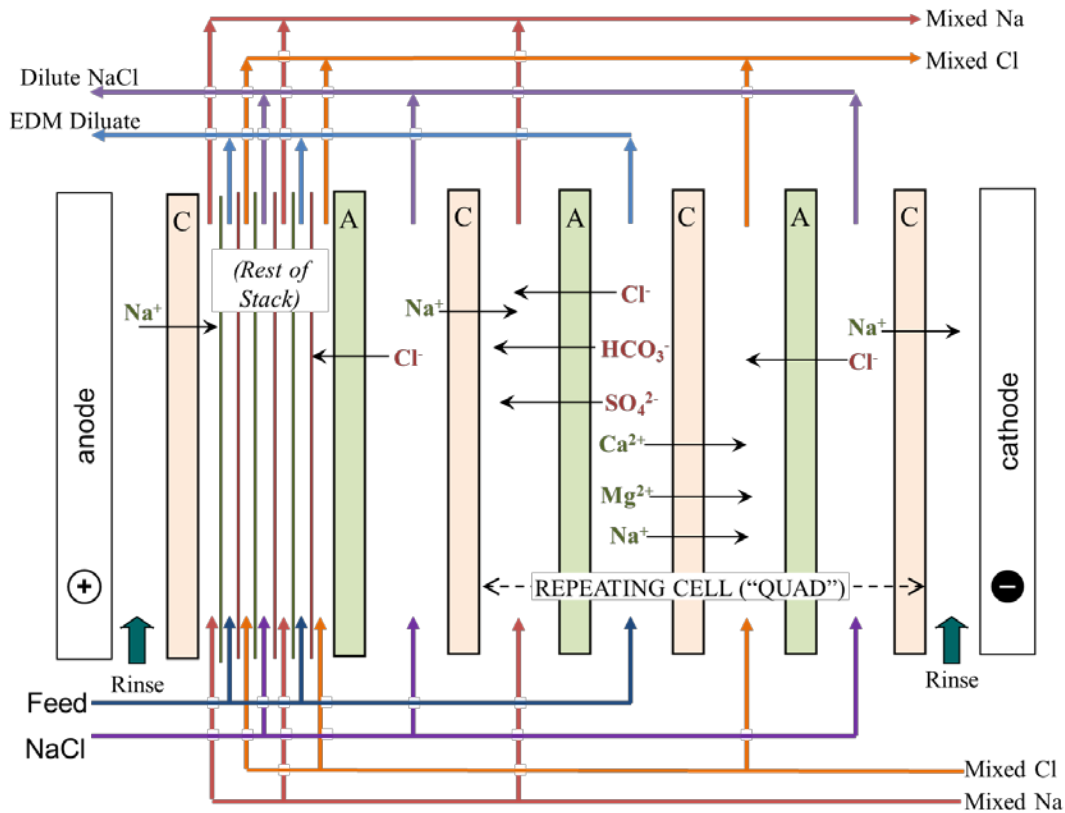 Mixed Na
Mixed Cl
Dilute NaCl
EDM Diluate
C
A
C
A
C
A
C
(Rest of
Stack)
Na⁺
Na⁺
Cl⁻
Na⁺
Cl⁻
HCO₃⁻
Cl⁻
SO₄²⁻
Ca²⁺
Mg²⁺
Na⁺
anode
cathode
+
−
REPEATING CELL ("QUAD")
Rinse
Rinse
Feed
NaCl
Mixed Cl
Mixed Na